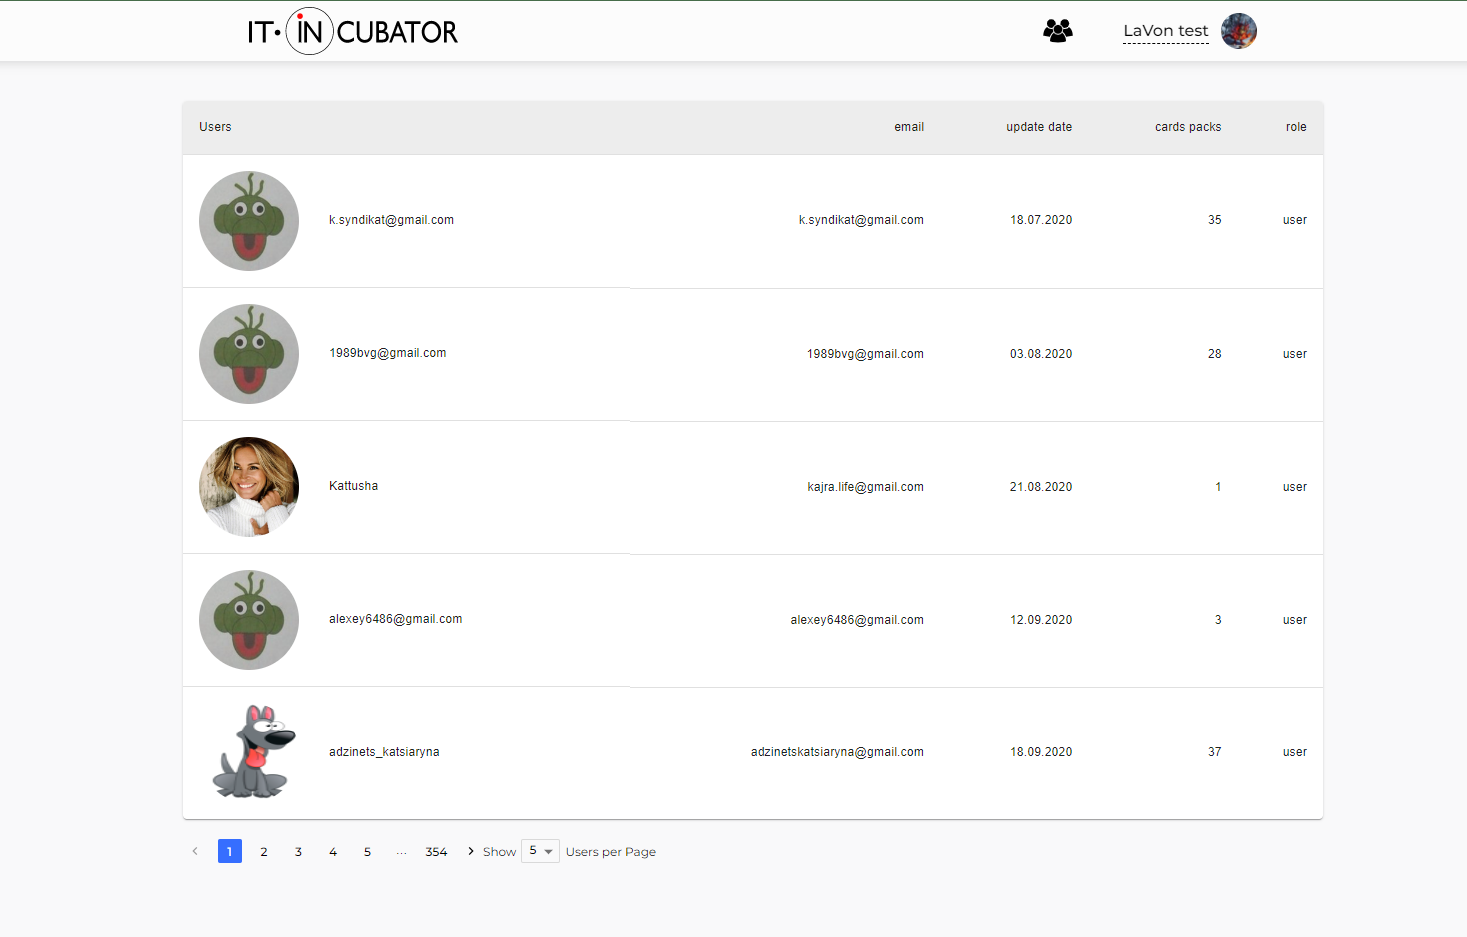 IT· iN CUBATOR
LaVon test
Users email update date cards packs role
k.syndikat@gmail.com k.syndikat@gmail.com 18.07.2020 35 user
1989bvg@gmail.com 1989bvg@gmail.com 03.08.2020 28 user
Kattusha kajra.life@gmail.com 21.08.2020 1 user
alexey6486@gmail.com alexey6486@gmail.com 12.09.2020 3 user
adzinets_katsiaryna adzinetskatsiaryna@gmail.com 18.09.2020 37 user
1 2 3 4 5 ... 354 Show 5 Users per Page